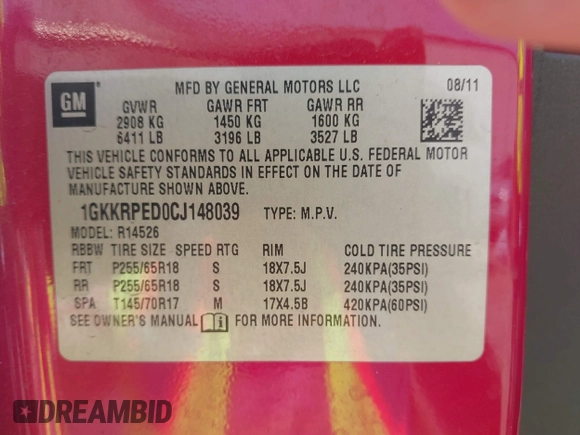 GM
MFD BY GENERAL MOTORS LLC 08/11
GVWR GAWR FRT GAWR RR
2908 KG 1450 KG 1600 KG
6411 LB 3196 LB 3527 LB
THIS VEHICLE CONFORMS TO ALL APPLICABLE U.S. FEDERAL MOTOR
VEHICLE SAFETY STANDARDS IN EFFECT ON THE DATE OF
MANUFACTURE SHOWN ABOVE.
1GKKRPED0CJ148039 TYPE: M.P.V.
MODEL: R14526
RBBW TIRE SIZE SPEED RTG RIM COLD TIRE PRESSURE
FRT P255/65R18 S 18X7.5J 240KPA(35PSI)
RR P255/65R18 S 18X7.5J 240KPA(35PSI)
SPA T145/70R17 M 17X4.5B 420KPA(60PSI)
SEE OWNER'S MANUAL i FOR MORE INFORMATION.
DREAMBID